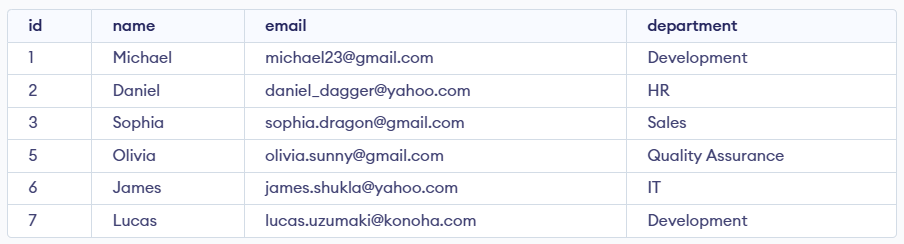 id name email department
1 Michael michael23@gmail.com Development
2 Daniel daniel_dagger@yahoo.com HR
3 Sophia sophia.dragon@gmail.com Sales
5 Olivia olivia.sunny@gmail.com Quality Assurance
6 James james.shukla@yahoo.com IT
7 Lucas lucas.uzumaki@konoha.com Development